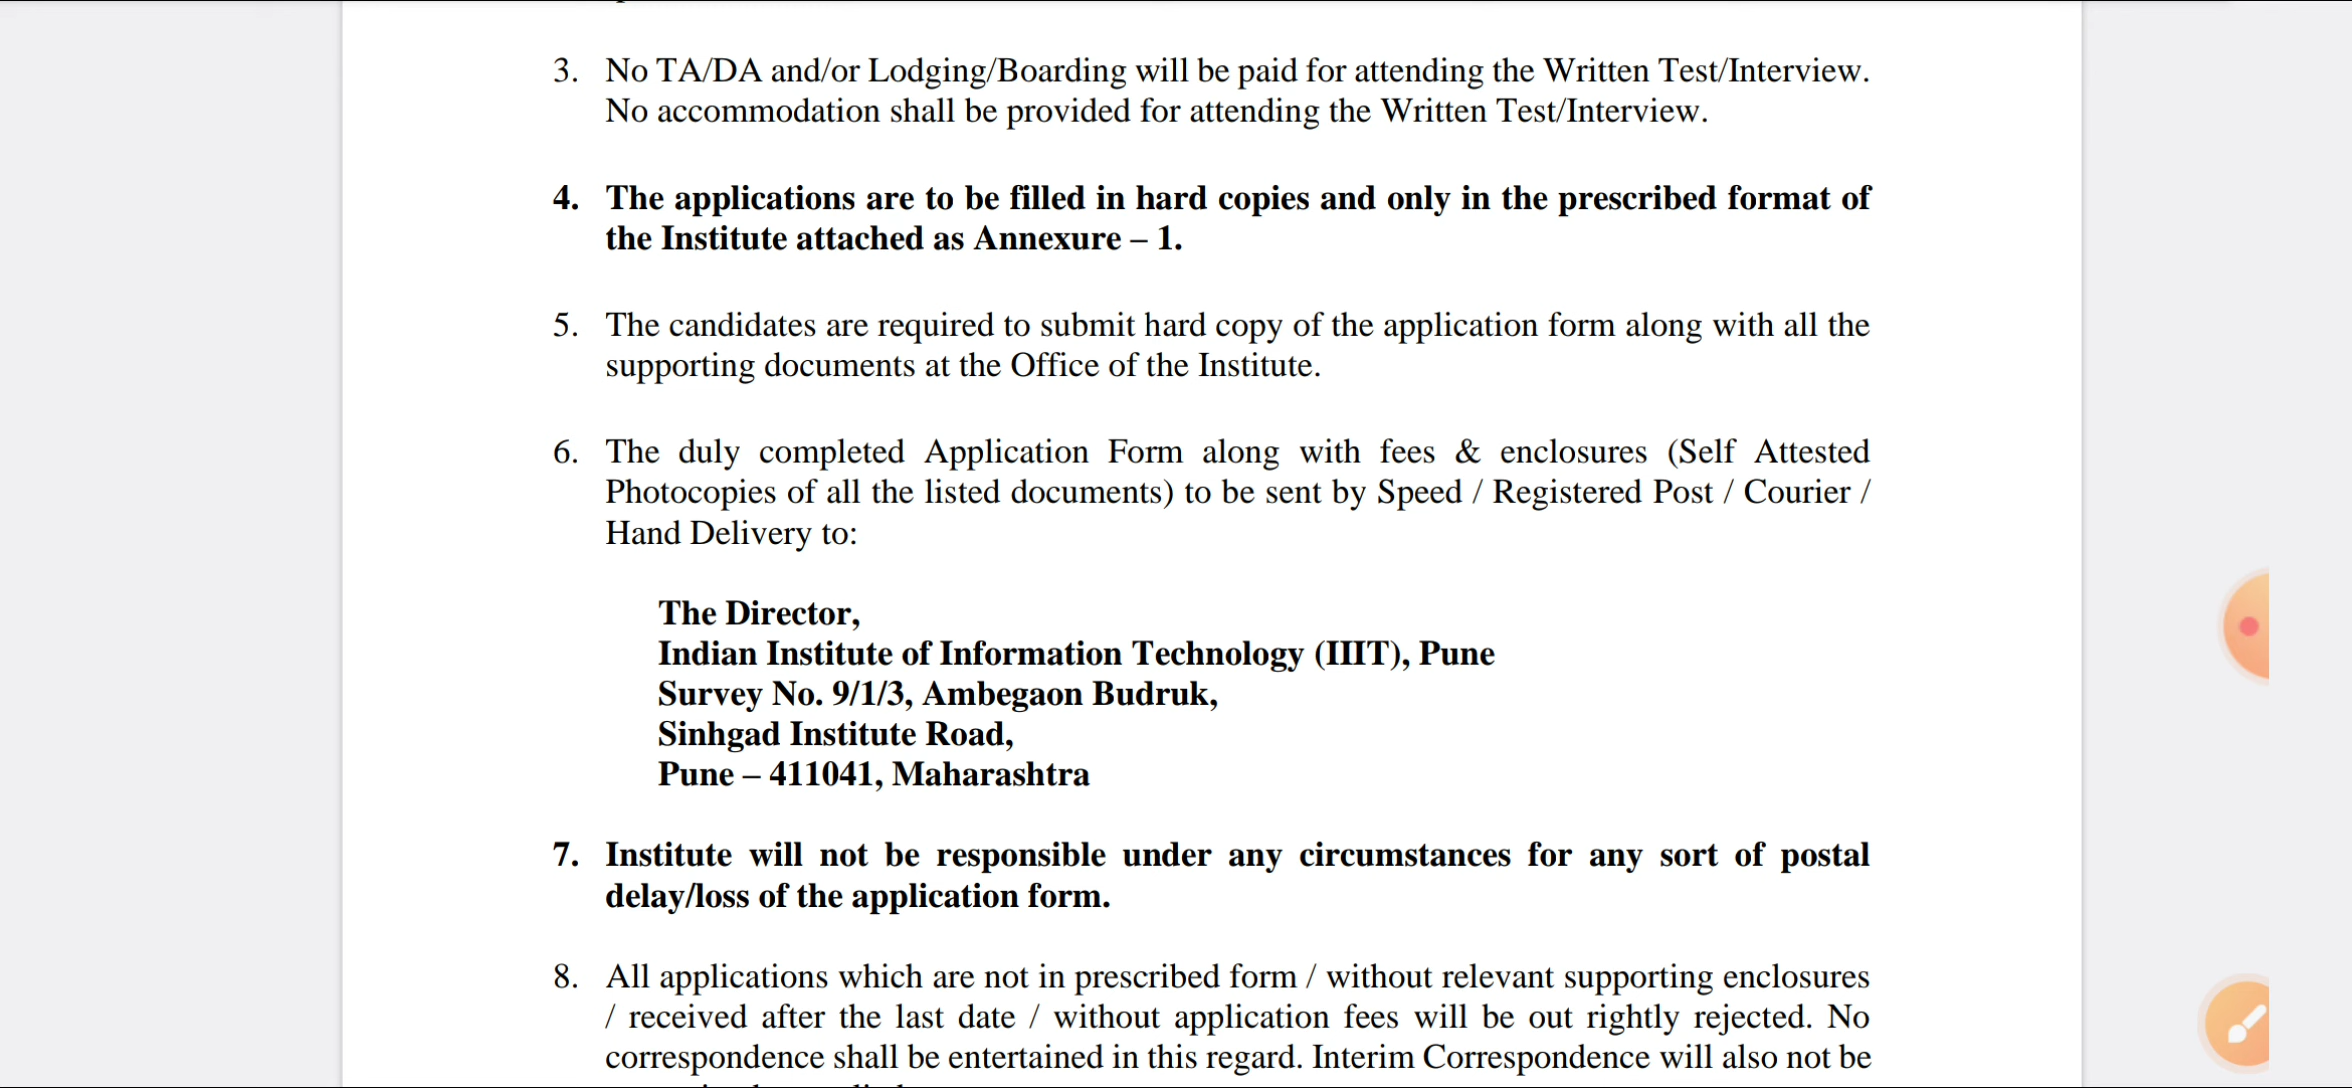 3. No TA/DA and/or Lodging/Boarding will be paid for attending the Written Test/Interview.
No accommodation shall be provided for attending the Written Test/Interview.
4. The applications are to be filled in hard copies and only in the prescribed format of
the Institute attached as Annexure – 1.
5. The candidates are required to submit hard copy of the application form along with all the
supporting documents at the Office of the Institute.
6. The duly completed Application Form along with fees & enclosures (Self Attested
Photocopies of all the listed documents) to be sent by Speed / Registered Post / Courier /
Hand Delivery to:
The Director,
Indian Institute of Information Technology (IIIT), Pune
Survey No. 9/1/3, Ambegaon Budruk,
Sinhgad Institute Road,
Pune – 411041, Maharashtra
7. Institute will not be responsible under any circumstances for any sort of postal
delay/loss of the application form.
8. All applications which are not in prescribed form / without relevant supporting enclosures
/ received after the last date / without application fees will be out rightly rejected. No
correspondence shall be entertained in this regard. Interim Correspondence will also not be